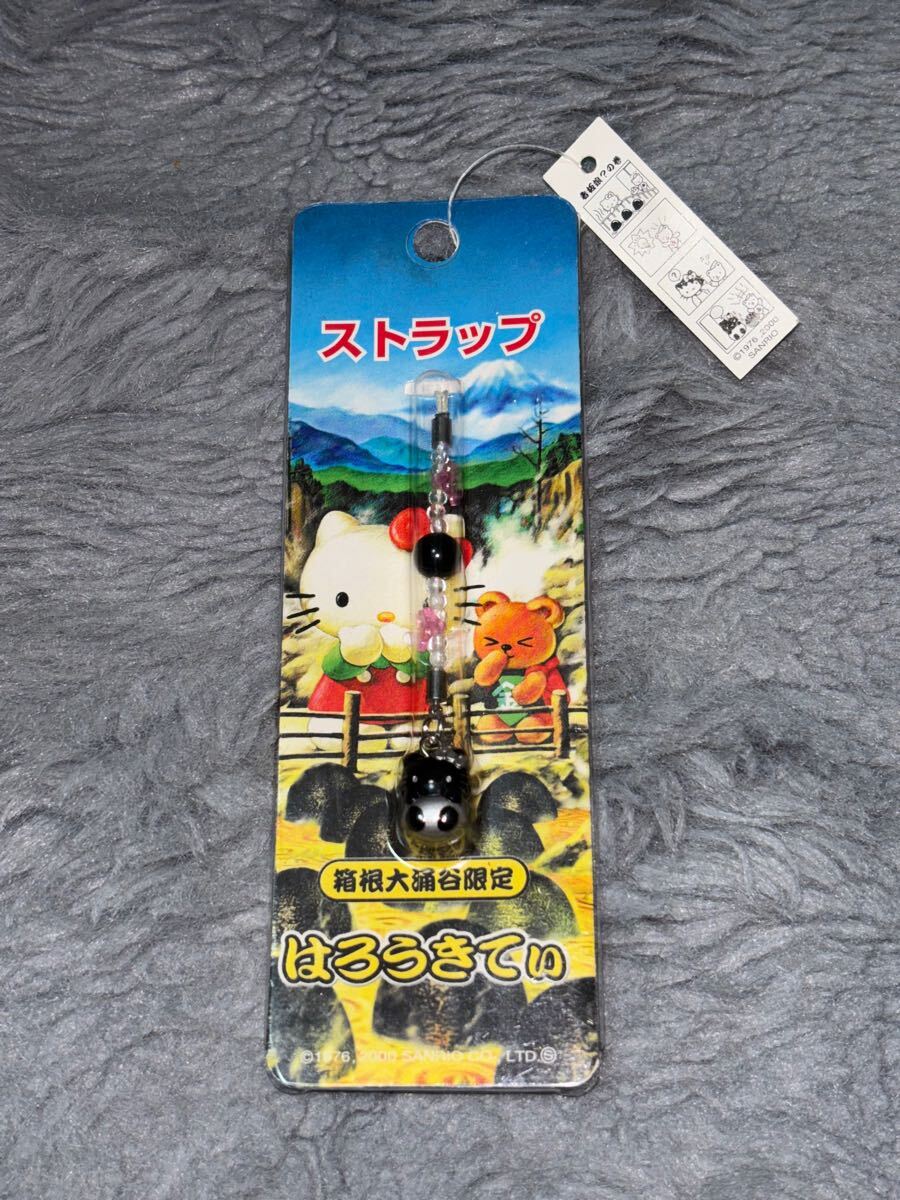 ?
©1976, 2000
SANRIO
ストラップ
金
箱根大涌谷限定
はろうきてぃ
©1976, 2000 SANRIO CO., LTD.Ⓢ